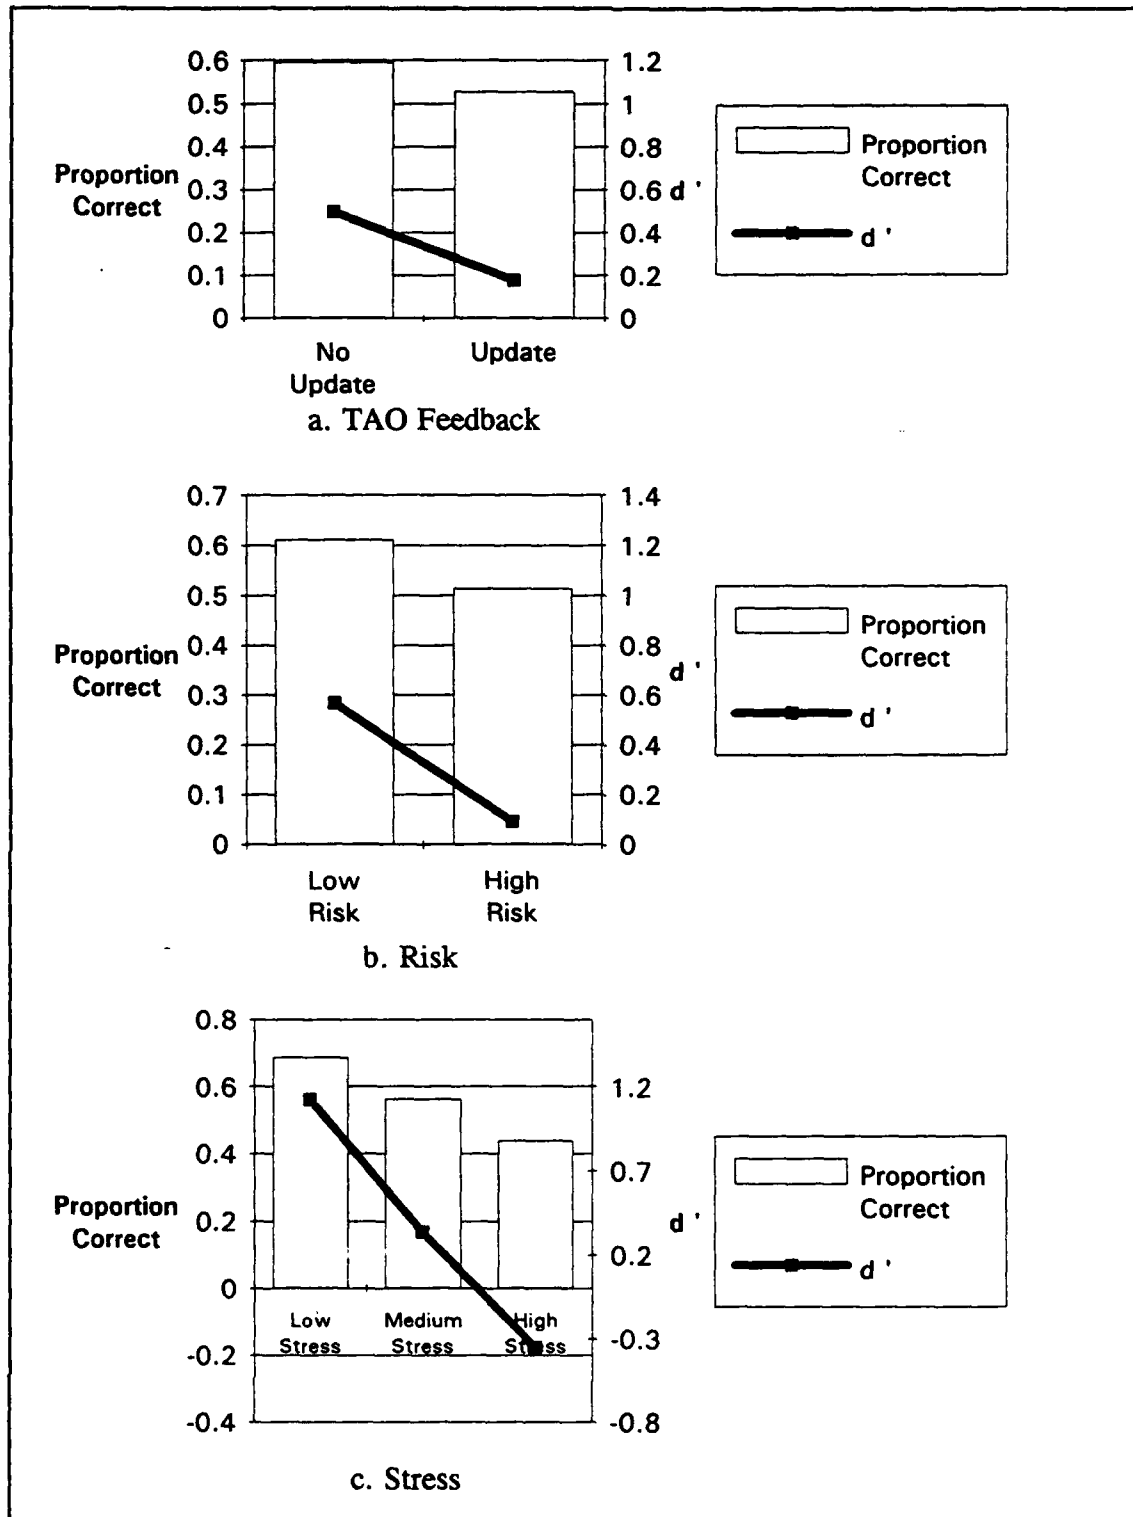 0.6
0.5
0.4
0.3
0.2
0.1
0
Proportion
Correct
1.2
1
0.8
0.6
0.4
0.2
0
d '
No
Update
Update
Proportion
Correct
d '
a. TAO Feedback
0.7
0.6
0.5
0.4
0.3
0.2
0.1
0
Proportion
Correct
1.4
1.2
1
0.8
0.6
0.4
0.2
0
d '
Low
Risk
High
Risk
Proportion
Correct
d '
b. Risk
0.8
0.6
0.4
0.2
0
-0.2
-0.4
Proportion
Correct
1.2
0.7
0.2
-0.3
-0.8
d '
Low
Stress
Medium
Stress
High
Stress
Proportion
Correct
d '
c. Stress